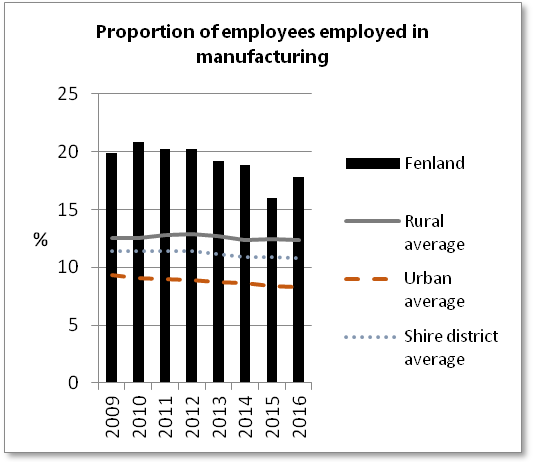 Proportion of employees employed in
manufacturing
25
20
15
10
5
0
%
2009
2010
2011
2012
2013
2014
2015
2016
Fenland
Rural
average
Urban
average
Shire district
average